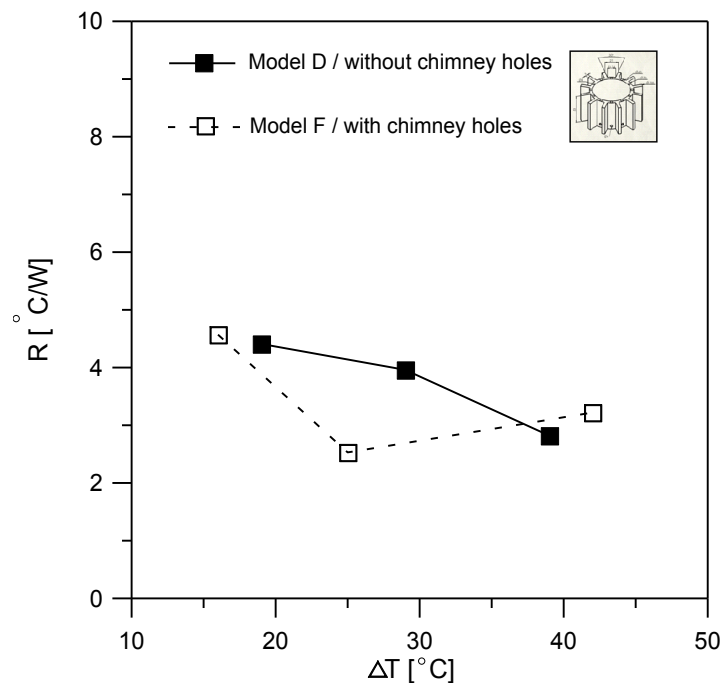 10
Model D / without chimney holes
Model F / with chimney holes
8
6
R [ °C/W]
4
2
0
10 20 30 40 50
ΔT [°C]